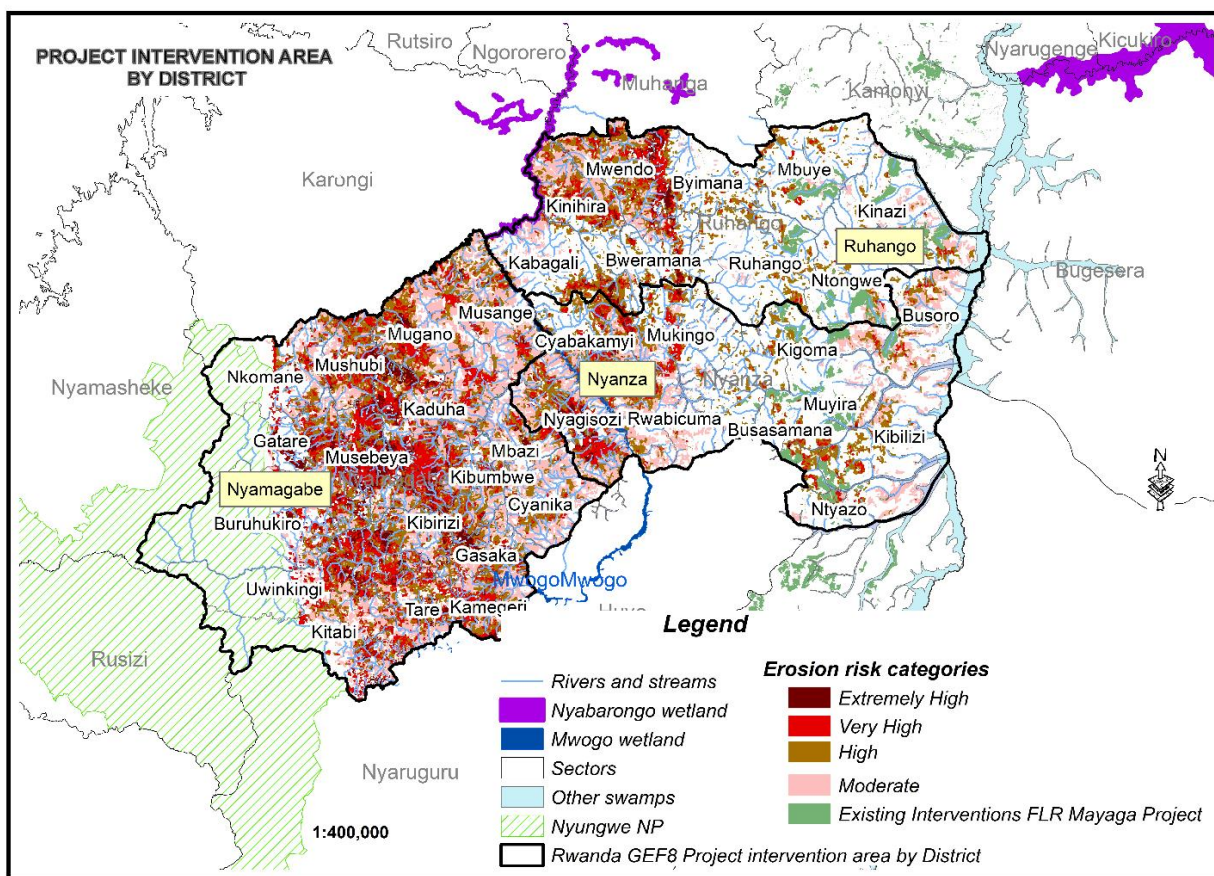 PROJECT INTERVENTION AREA
BY DISTRICT
Rutsiro
Ngororero
Muhanga
Nyarugenge
Kicukiro
Kamonyi
Karongi
Mwendo
Byimana
Mbuye
Kinihira
Kinazi
Ruhango
Ruhango
Kabagali
Bweramana
Ruhango
Ntongwe
Bugesera
Busoro
Musange
Mugano
Cyabakamyi
Mukingo
Kigoma
Nyamasheke
Nkomane
Mushubi
Nyanza
Nyanza
Kaduha
Muyira
Nyagisozi
Rwabicuma
Busasamana
Kibilizi
Gatare
Musebeya
Mbazi
Kibumbwe
Nyamagabe
Cyanika
Ntyazo
Buruhukiro
Kibirizi
Gasaka
MwogoMwogo
Uwinkingi
Tare
Kamegeri
Kitabi
Rusizi
Nyaruguru
N
1:400,000
Legend
Rivers and streams
Nyabarongo wetland
Mwogo wetland
Sectors
Other swamps
Nyungwe NP
Rwanda GEF8 Project intervention area by District
Erosion risk categories
Extremely High
Very High
High
Moderate
Existing Interventions FLR Mayaga Project